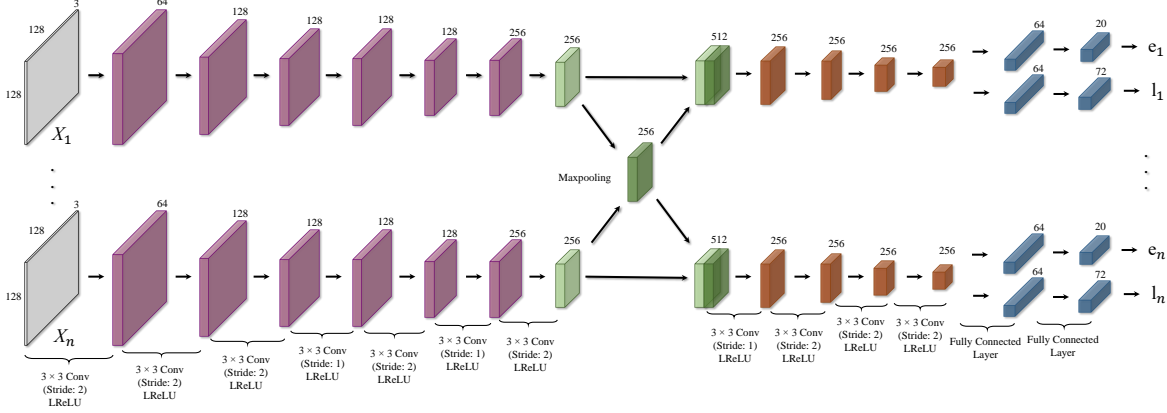 3
128
128
X₁
64
128
128
128
128
256
256
512
256
256
256
256
64
20
e₁
64
72
l₁
256
Maxpooling
3
128
128
Xₙ
64
128
128
128
128
256
256
512
256
256
256
256
64
20
eₙ
64
72
lₙ
3 × 3 Conv
(Stride: 2)
LReLU
3 × 3 Conv
(Stride: 2)
LReLU
3 × 3 Conv
(Stride: 2)
LReLU
3 × 3 Conv
(Stride: 1)
LReLU
3 × 3 Conv
(Stride: 2)
LReLU
3 × 3 Conv
(Stride: 1)
LReLU
3 × 3 Conv
(Stride: 2)
LReLU
3 × 3 Conv
(Stride: 1)
LReLU
3 × 3 Conv
(Stride: 2)
LReLU
3 × 3 Conv
(Stride: 2)
LReLU
3 × 3 Conv
(Stride: 2)
LReLU
Fully Connected
Layer
Fully Connected
Layer